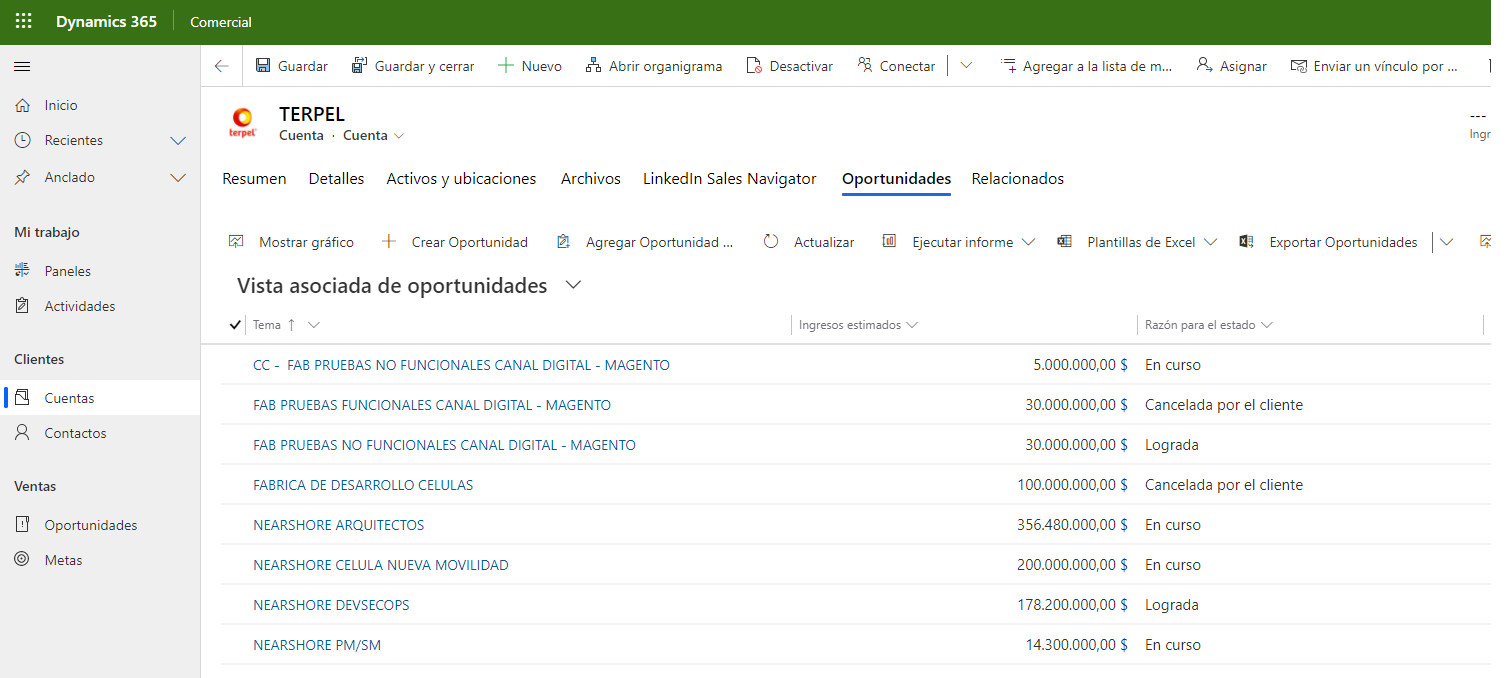 Dynamics 365 Comercial
Guardar Guardar y cerrar Nuevo Abrir organigrama Desactivar Conectar Agregar a la lista de m... Asignar Enviar un vínculo por ...
Inicio
Recientes
Anclado
Mi trabajo
Paneles
Actividades
Clientes
Cuentas
Contactos
Ventas
Oportunidades
Metas
terpel
TERPEL
Cuenta · Cuenta
---
Ingr
Resumen Detalles Activos y ubicaciones Archivos LinkedIn Sales Navigator Oportunidades Relacionados
Mostrar gráfico Crear Oportunidad Agregar Oportunidad ... Actualizar Ejecutar informe Plantillas de Excel Exportar Oportunidades
Vista asociada de oportunidades
Tema ↑ Ingresos estimados Razón para el estado
CC - FAB PRUEBAS NO FUNCIONALES CANAL DIGITAL - MAGENTO 5.000.000,00 $ En curso
FAB PRUEBAS FUNCIONALES CANAL DIGITAL - MAGENTO 30.000.000,00 $ Cancelada por el cliente
FAB PRUEBAS NO FUNCIONALES CANAL DIGITAL - MAGENTO 30.000.000,00 $ Lograda
FABRICA DE DESARROLLO CELULAS 100.000.000,00 $ Cancelada por el cliente
NEARSHORE ARQUITECTOS 356.480.000,00 $ En curso
NEARSHORE CELULA NUEVA MOVILIDAD 200.000.000,00 $ En curso
NEARSHORE DEVSECOPS 178.200.000,00 $ Lograda
NEARSHORE PM/SM 14.300.000,00 $ En curso